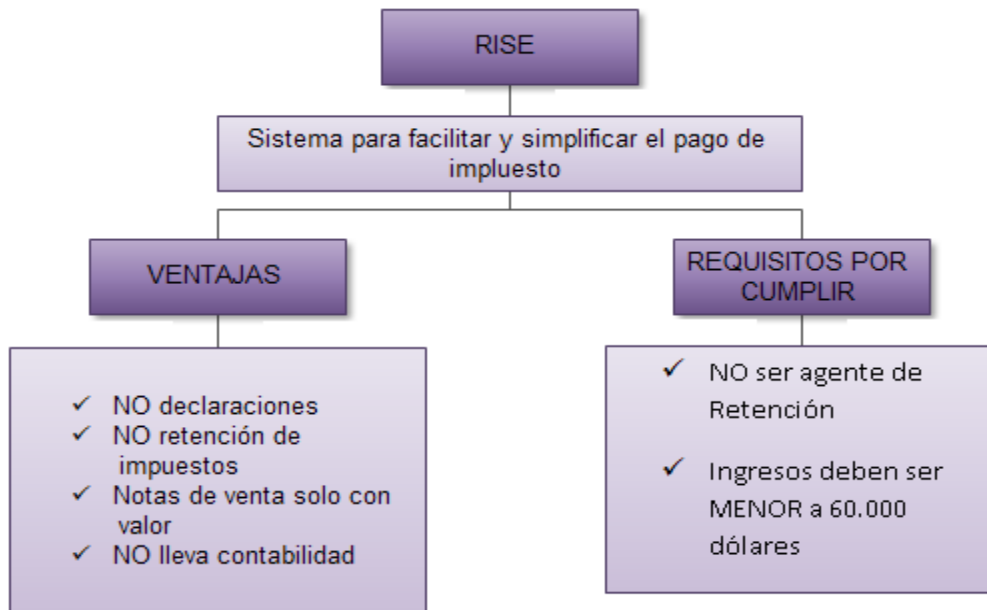 RISE
Sistema para facilitar y simplificar el pago de
impluesto
VENTAJAS
NO declaraciones
NO retención de
impuestos
Notas de venta solo con
valor
NO lleva contabilidad
REQUISITOS POR
CUMPLIR
NO ser agente de
Retención
Ingresos deben ser
MENOR a 60.000
dólares